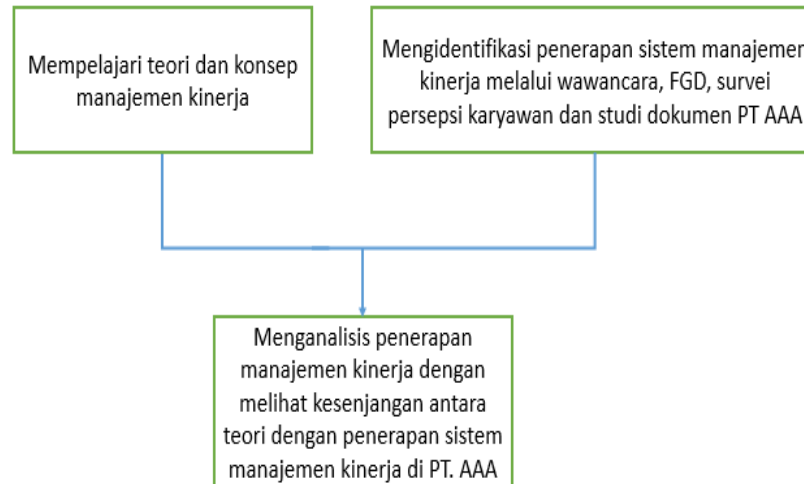 Mempelajari teori dan konsep
manajemen kinerja
Mengidentifikasi penerapan sistem manajemen
kinerja melalui wawancara, FGD, survei
persepsi karyawan dan studi dokumen PT AAA
Menganalisis penerapan
manajemen kinerja dengan
melihat kesenjangan antara
teori dengan penerapan sistem
manajemen kinerja di PT. AAA